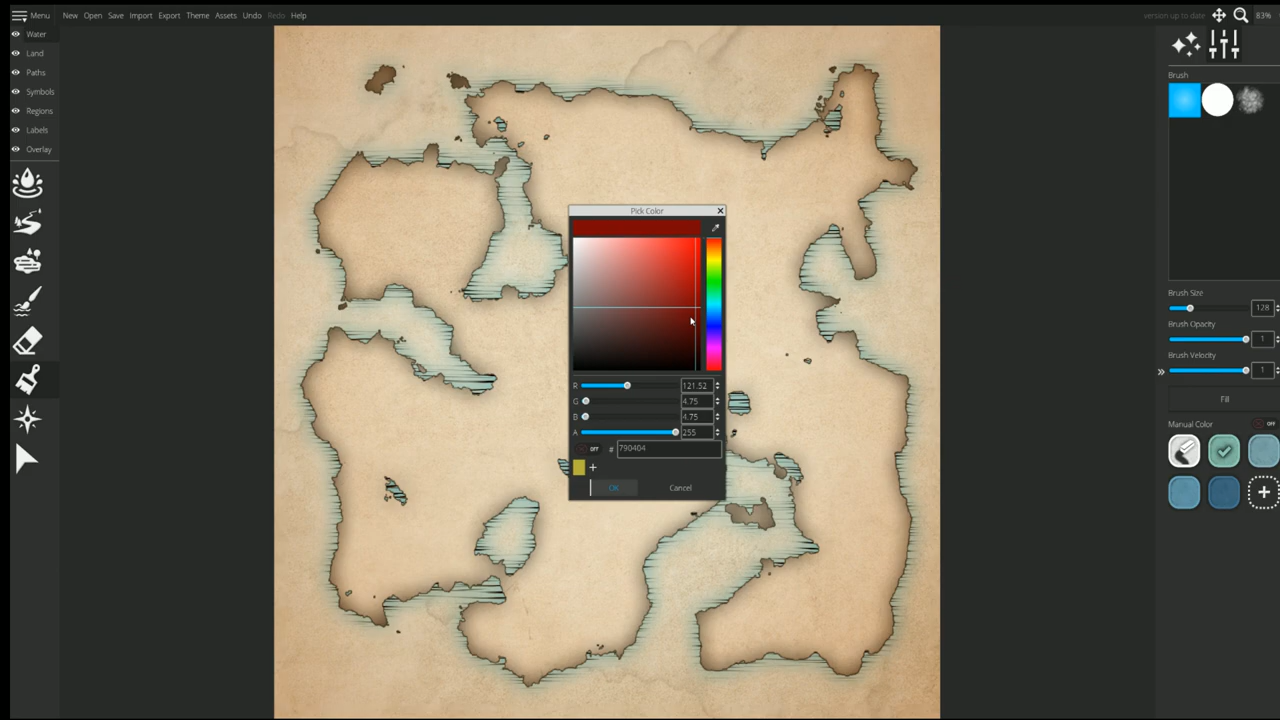 Menu New Open Save Import Export Theme Assets Undo Redo Help version up to date 83%
Water
Land
Paths
Symbols
Regions
Labels
Overlay
Brush
Pick Color
Brush Size
128
Brush Opacity
1
Brush Velocity
1
Fill
R 121.52
G 4.75
B 4.75
A 255
OFF # 790404
OK Cancel
Manual Color OFF